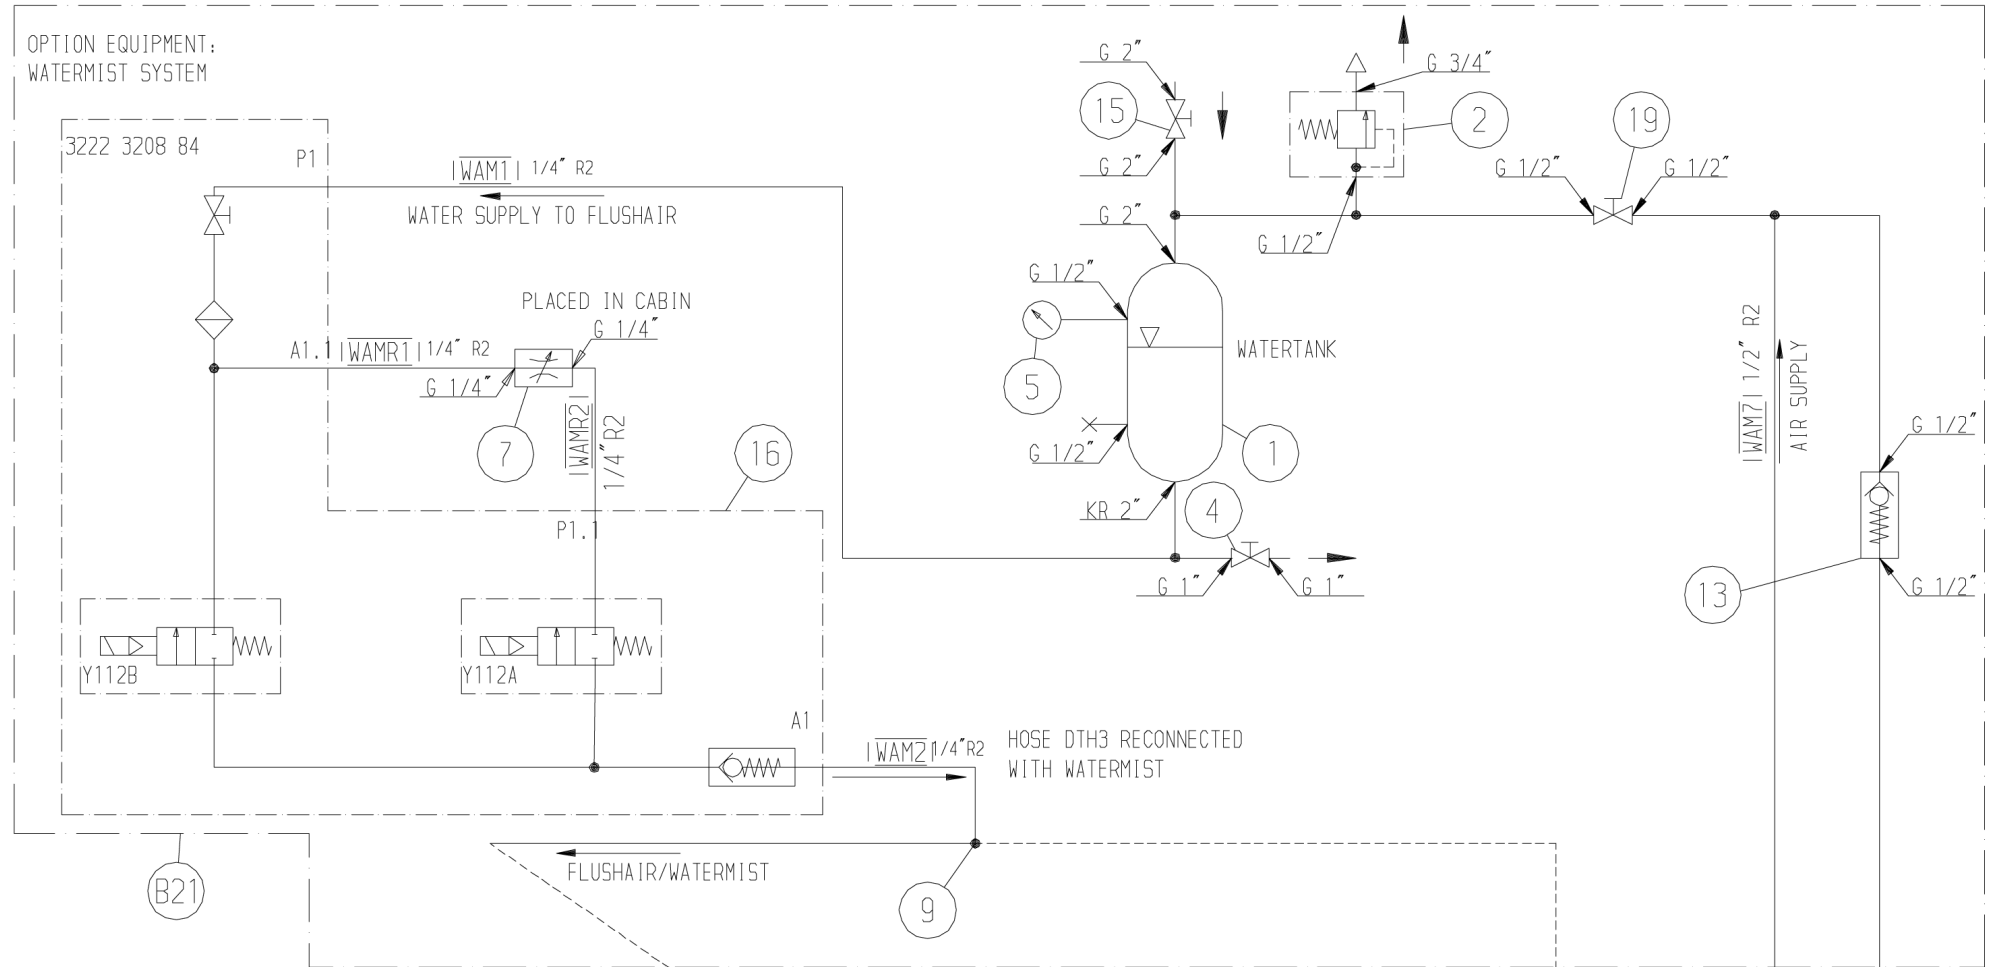 OPTION EQUIPMENT:
WATERMIST SYSTEM
G 2"
G 3/4"
15
2
19
3222 3208 84
P1
|WAM1| 1/4" R2
G 2"
G 1/2"
G 1/2"
WATER SUPPLY TO FLUSHAIR
G 2"
G 1/2"
G 1/2"
PLACED IN CABIN
G 1/4"
A1.1
|WAMR1| 1/4" R2
WATERTANK
|WAM7| 1/2" R2
AIR SUPPLY
G 1/4"
5
|WAMR2|
1/4" R2
7
16
G 1/2"
1
G 1/2"
KR 2"
4
P1.1
G 1"
G 1"
13
G 1/2"
Y112B
Y112A
A1
|WAM2| 1/4" R2
HOSE DTH3 RECONNECTED
WITH WATERMIST
FLUSHAIR/WATERMIST
B21
9